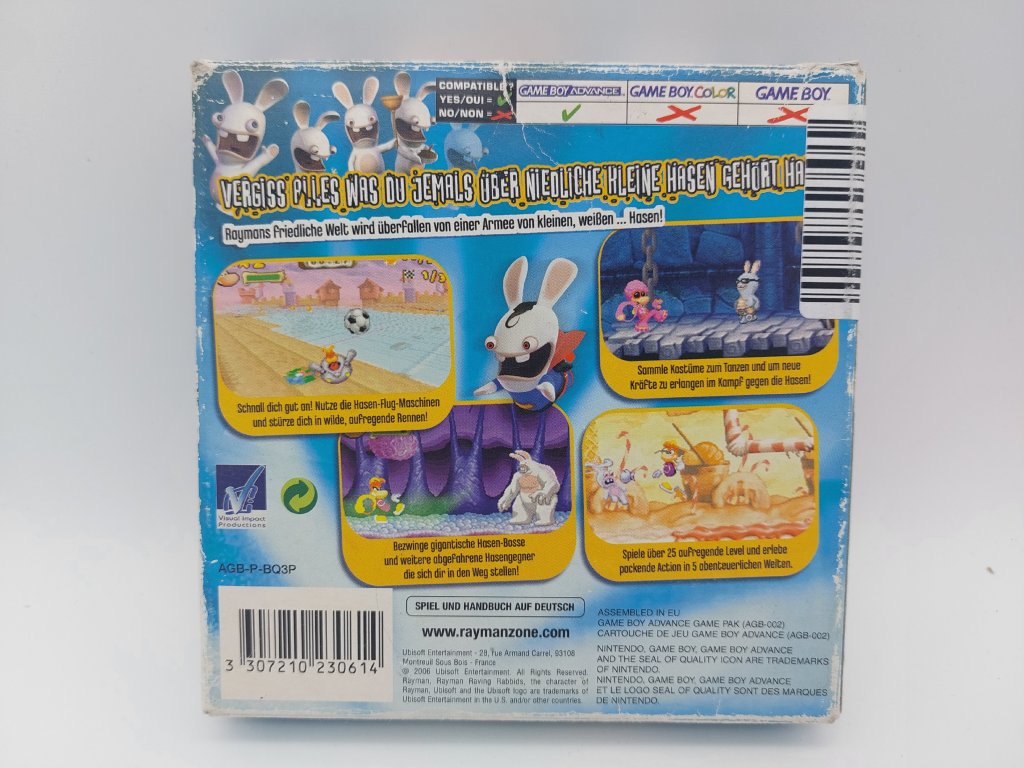 COMPATIBLE?
YES/OUI =
NO/NON =
GAME BOY ADVANCE
GAME BOY COLOR
GAME BOY
VERGISS ALLES WAS DU JEMALS ÜBER NIEDLICHE KLEINE HASEN GEHÖRT HA
Raymans friedliche Welt wird überfallen von einer Armee von kleinen, weißen ... Hasen!
1/3
Sammle Kostüme zum Tanzen und um neue
Kräfte zu erlangen im Kampf gegen die Hasen!
Schnall dich gut an! Nutze die Hasen-Flug-Maschinen
und stürze dich in wilde, aufregende Rennen!
Visual Impact
Productions
Bezwinge gigantische Hasen-Bosse
und weitere abgefahrene Hasengegner
die sich dir in den Weg stellen!
Spiele über 25 aufregende Level und erlebe
packende Action in 5 abenteuerlichen Welten.
AGB-P-BQ3P
3 307210 230614
SPIEL UND HANDBUCH AUF DEUTSCH
www.raymanzone.com
Ubisoft Entertainment - 28, rue Armand Carrel, 93108
Montreuil Sous Bois - France
© 2006 Ubisoft Entertainment. All Rights Reserved.
Rayman, Rayman Raving Rabbids, the character of
Rayman, Ubisoft and the Ubisoft logo are trademarks of
Ubisoft Entertainment in the U.S. and/or other countries.
ASSEMBLED IN EU
GAME BOY ADVANCE GAME PAK (AGB-002)
CARTOUCHE DE JEU GAME BOY ADVANCE (AGB-002)
NINTENDO, GAME BOY, GAME BOY ADVANCE
AND THE SEAL OF QUALITY ICON ARE TRADEMARKS
OF NINTENDO.
NINTENDO, GAME BOY, GAME BOY ADVANCE
ET LE LOGO SEAL OF QUALITY SONT DES MARQUES
DE NINTENDO.